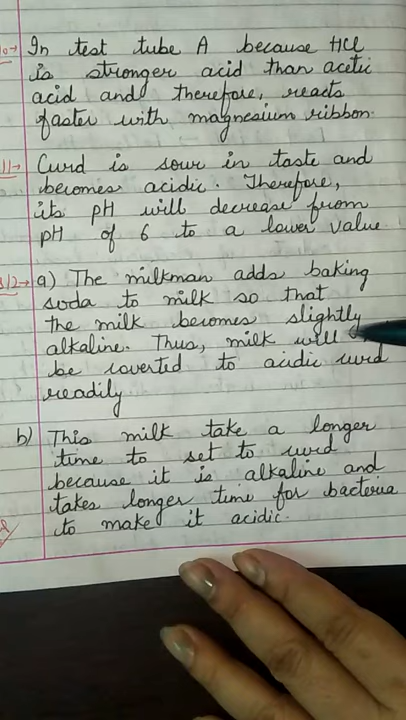 In test tube A because HCl
is stronger acid than acetic
acid and therefore, reacts
faster with magnesium ribbon.
11→ Curd is sour in taste and
becomes acidic. Therefore,
its pH will decrease from
pH of 6 to a lower value.
12→ a) The milkman adds baking
soda to milk so that
the milk becomes slightly
alkaline. Thus, milk will
be coverted to acidic curd
readily.
b) This milk take a longer
time to set to curd
because it is alkaline and
takes longer time for bacteria
to make it acidic.